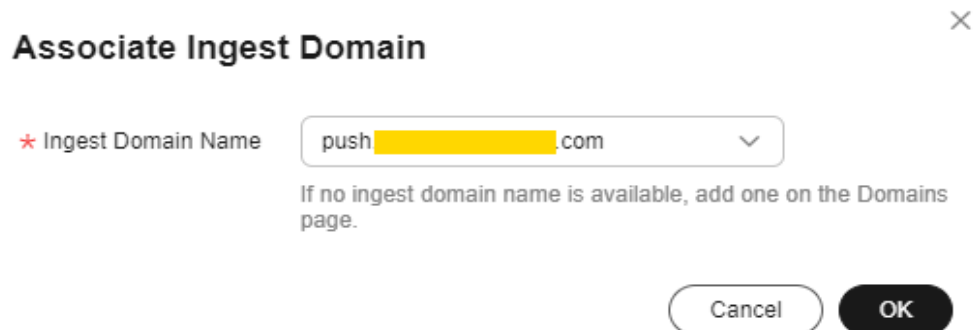 Associate Ingest Domain
* Ingest Domain Name push .com
If no ingest domain name is available, add one on the Domains
page.
Cancel OK